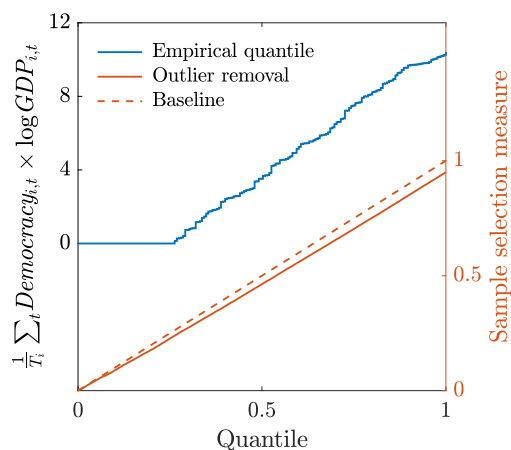 12
8
4
0
1/T_i ∑_t Democracy_{i,t} × log GDP_{i,t}
Empirical quantile
Outlier removal
Baseline
1
0.5
0
Sample selection measure
0
0.5
1
Quantile